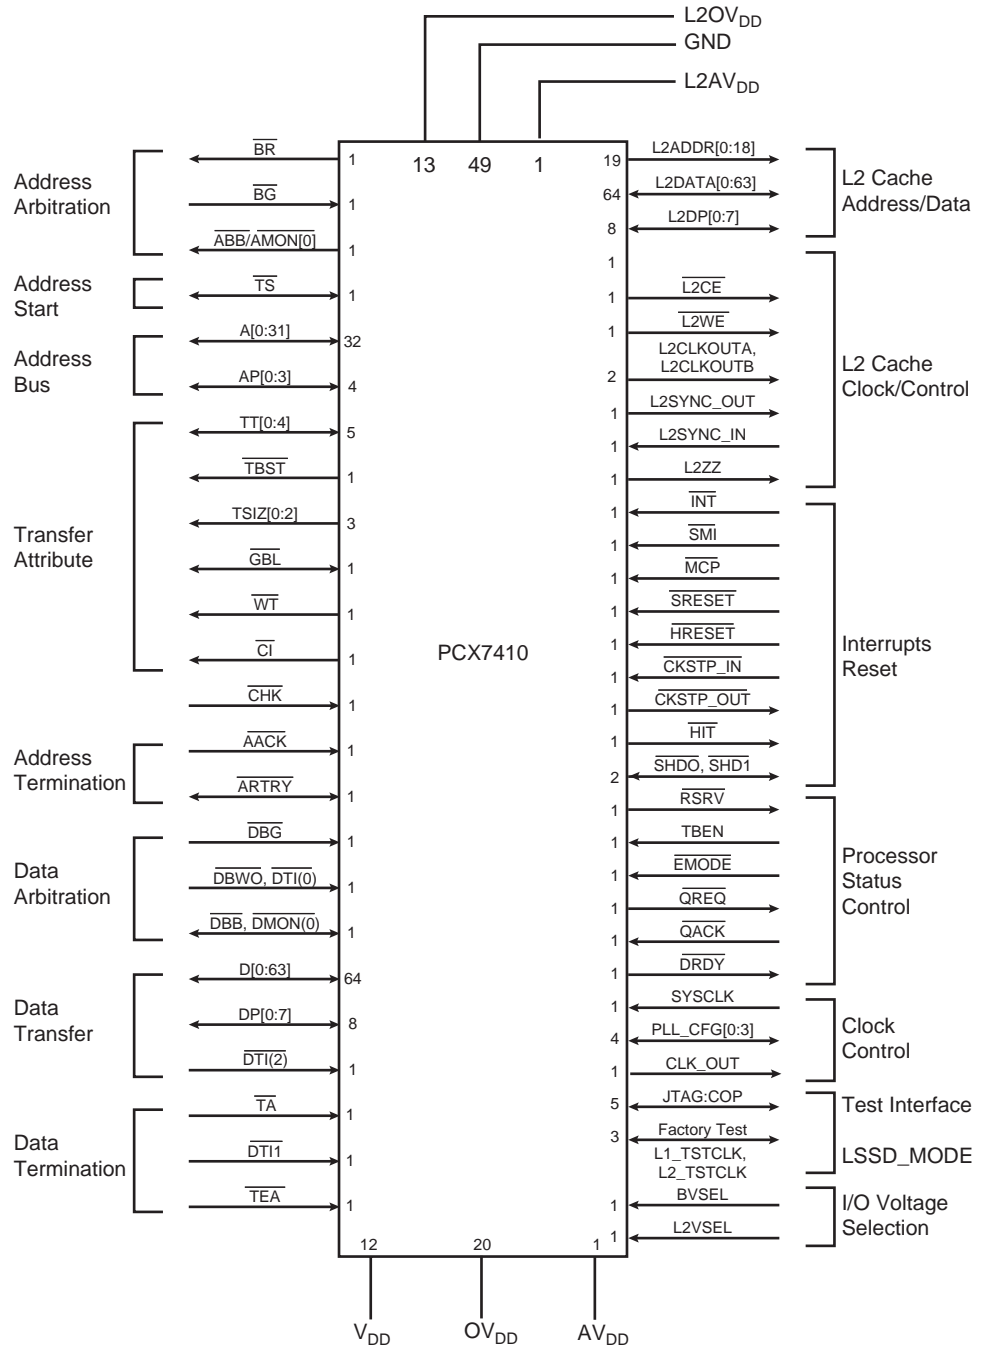 L2OVDD
GND
L2AVDD
13 49 1
Address
Arbitration
BR 1
BG 1
ABB/AMON[0] 1
Address
Start
TS 1
Address
Bus
A[0:31] 32
AP[0:3] 4
Transfer
Attribute
TT[0:4] 5
TBST 1
TSIZ[0:2] 3
GBL 1
WT 1
CI 1
CHK 1
Address
Termination
AACK 1
ARTRY 1
Data
Arbitration
DBG 1
DBWO, DTI(0) 1
DBB, DMON(0) 1
Data
Transfer
D[0:63] 64
DP[0:7] 8
DTI(2) 1
Data
Termination
TA 1
DTI1 1
TEA 1
PCX7410
19 L2ADDR[0:18]
64 L2DATA[0:63]
8 L2DP[0:7]
L2 Cache
Address/Data
1
1 L2CE
1 L2WE
L2CLKOUTA,
2 L2CLKOUTB
1 L2SYNC_OUT
1 L2SYNC_IN
1 L2ZZ
L2 Cache
Clock/Control
1 INT
1 SMI
1 MCP
1 SRESET
1 HRESET
1 CKSTP_IN
1 CKSTP_OUT
1 HIT
2 SHDO, SHD1
Interrupts
Reset
1 RSRV
1 TBEN
1 EMODE
1 QREQ
1 QACK
1 DRDY
Processor
Status
Control
1 SYSCLK
4 PLL_CFG[0:3]
1 CLK_OUT
Clock
Control
5 JTAG:COP
3 Factory Test
L1_TSTCLK,
L2_TSTCLK
Test Interface
LSSD_MODE
1 BVSEL
1 L2VSEL
I/O Voltage
Selection
12 20 1
VDD OVDD AVDD